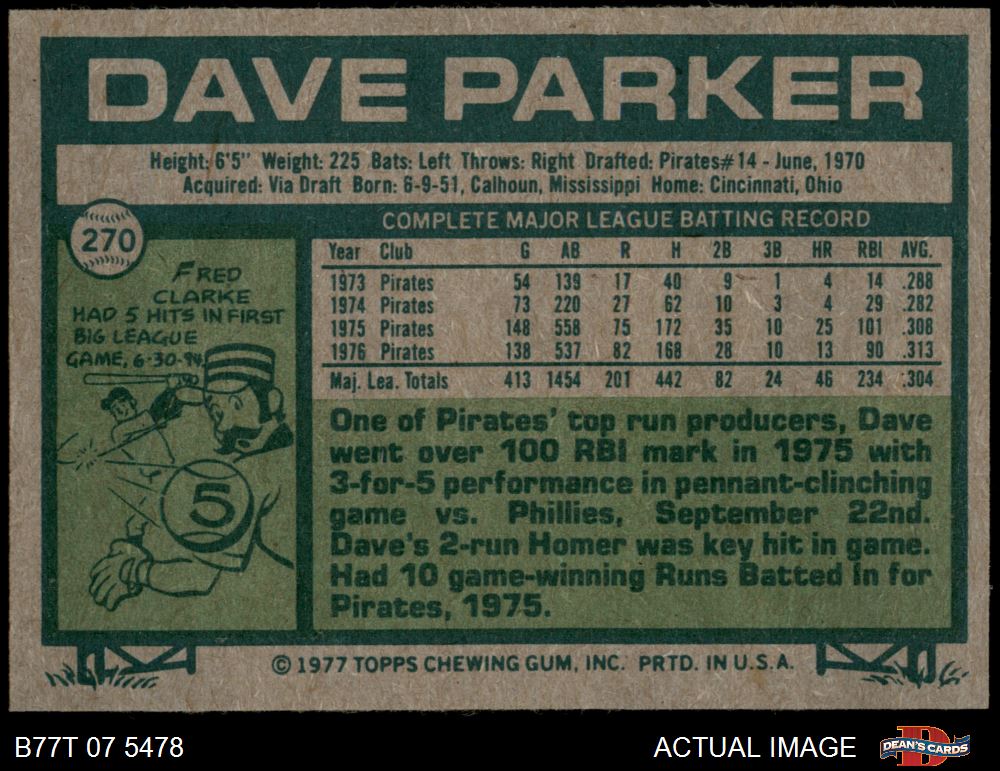 DAVE PARKER
Height: 6'5" Weight: 225 Bats: Left Throws: Right Drafted: Pirates#14 - June, 1970
Acquired: Via Draft Born: 6-9-51, Calhoun, Mississippi Home: Cincinnati, Ohio
270
FRED
CLARKE
HAD 5 HITS IN FIRST
BIG LEAGUE
GAME, 6-30-94
5
COMPLETE MAJOR LEAGUE BATTING RECORD
Year Club G AB R H 2B 3B HR RBI AVG.
1973 Pirates 54 139 17 40 9 1 4 14 .288
1974 Pirates 73 220 27 62 10 3 4 29 .282
1975 Pirates 148 558 75 172 35 10 25 101 .308
1976 Pirates 138 537 82 168 28 10 13 90 .313
Maj. Lea. Totals 413 1454 201 442 82 24 46 234 .304
One of Pirates' top run producers, Dave
went over 100 RBI mark in 1975 with
3-for-5 performance in pennant-clinching
game vs. Phillies, September 22nd.
Dave's 2-run Homer was key hit in game.
Had 10 game-winning Runs Batted In for
Pirates, 1975.
© 1977 TOPPS CHEWING GUM, INC. PRTD. IN U.S.A.
B77T 07 5478
ACTUAL IMAGE
DEAN'S CARDS